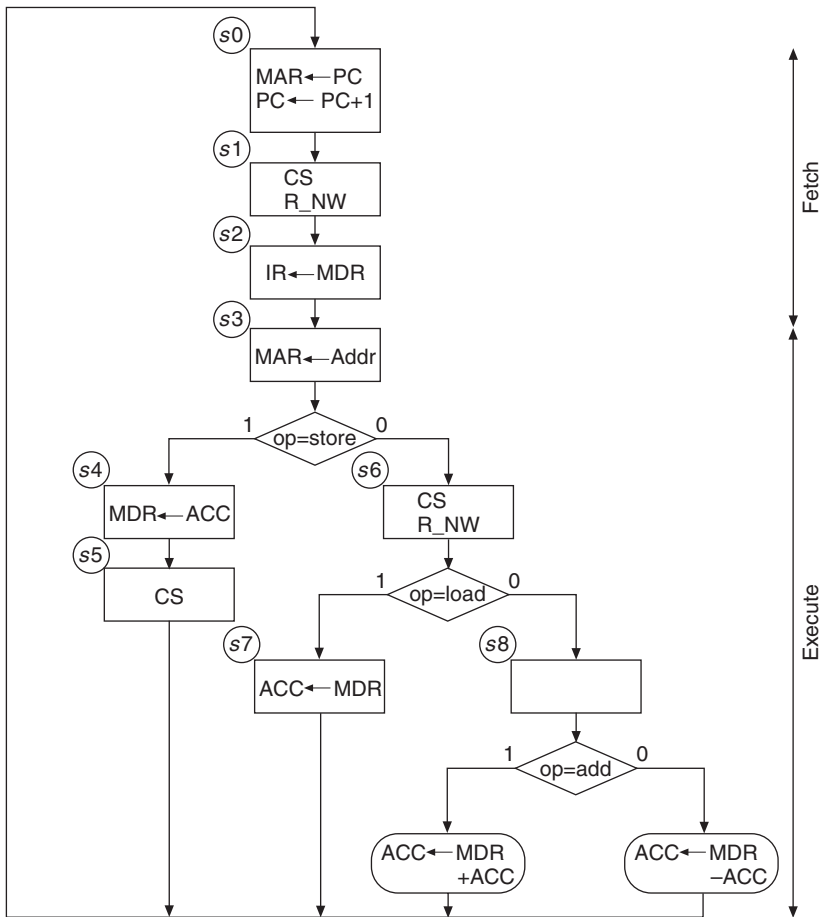 s0
MAR←PC
PC← PC+1
s1
CS
R_NW
s2
IR←MDR
s3
MAR←Addr
Fetch
1
op=store
0
s4
MDR←ACC
s5
CS
s6
CS
R_NW
1
op=load
0
s7
ACC←MDR
s8
1
op=add
0
ACC←MDR
+ACC
ACC←MDR
–ACC
Execute